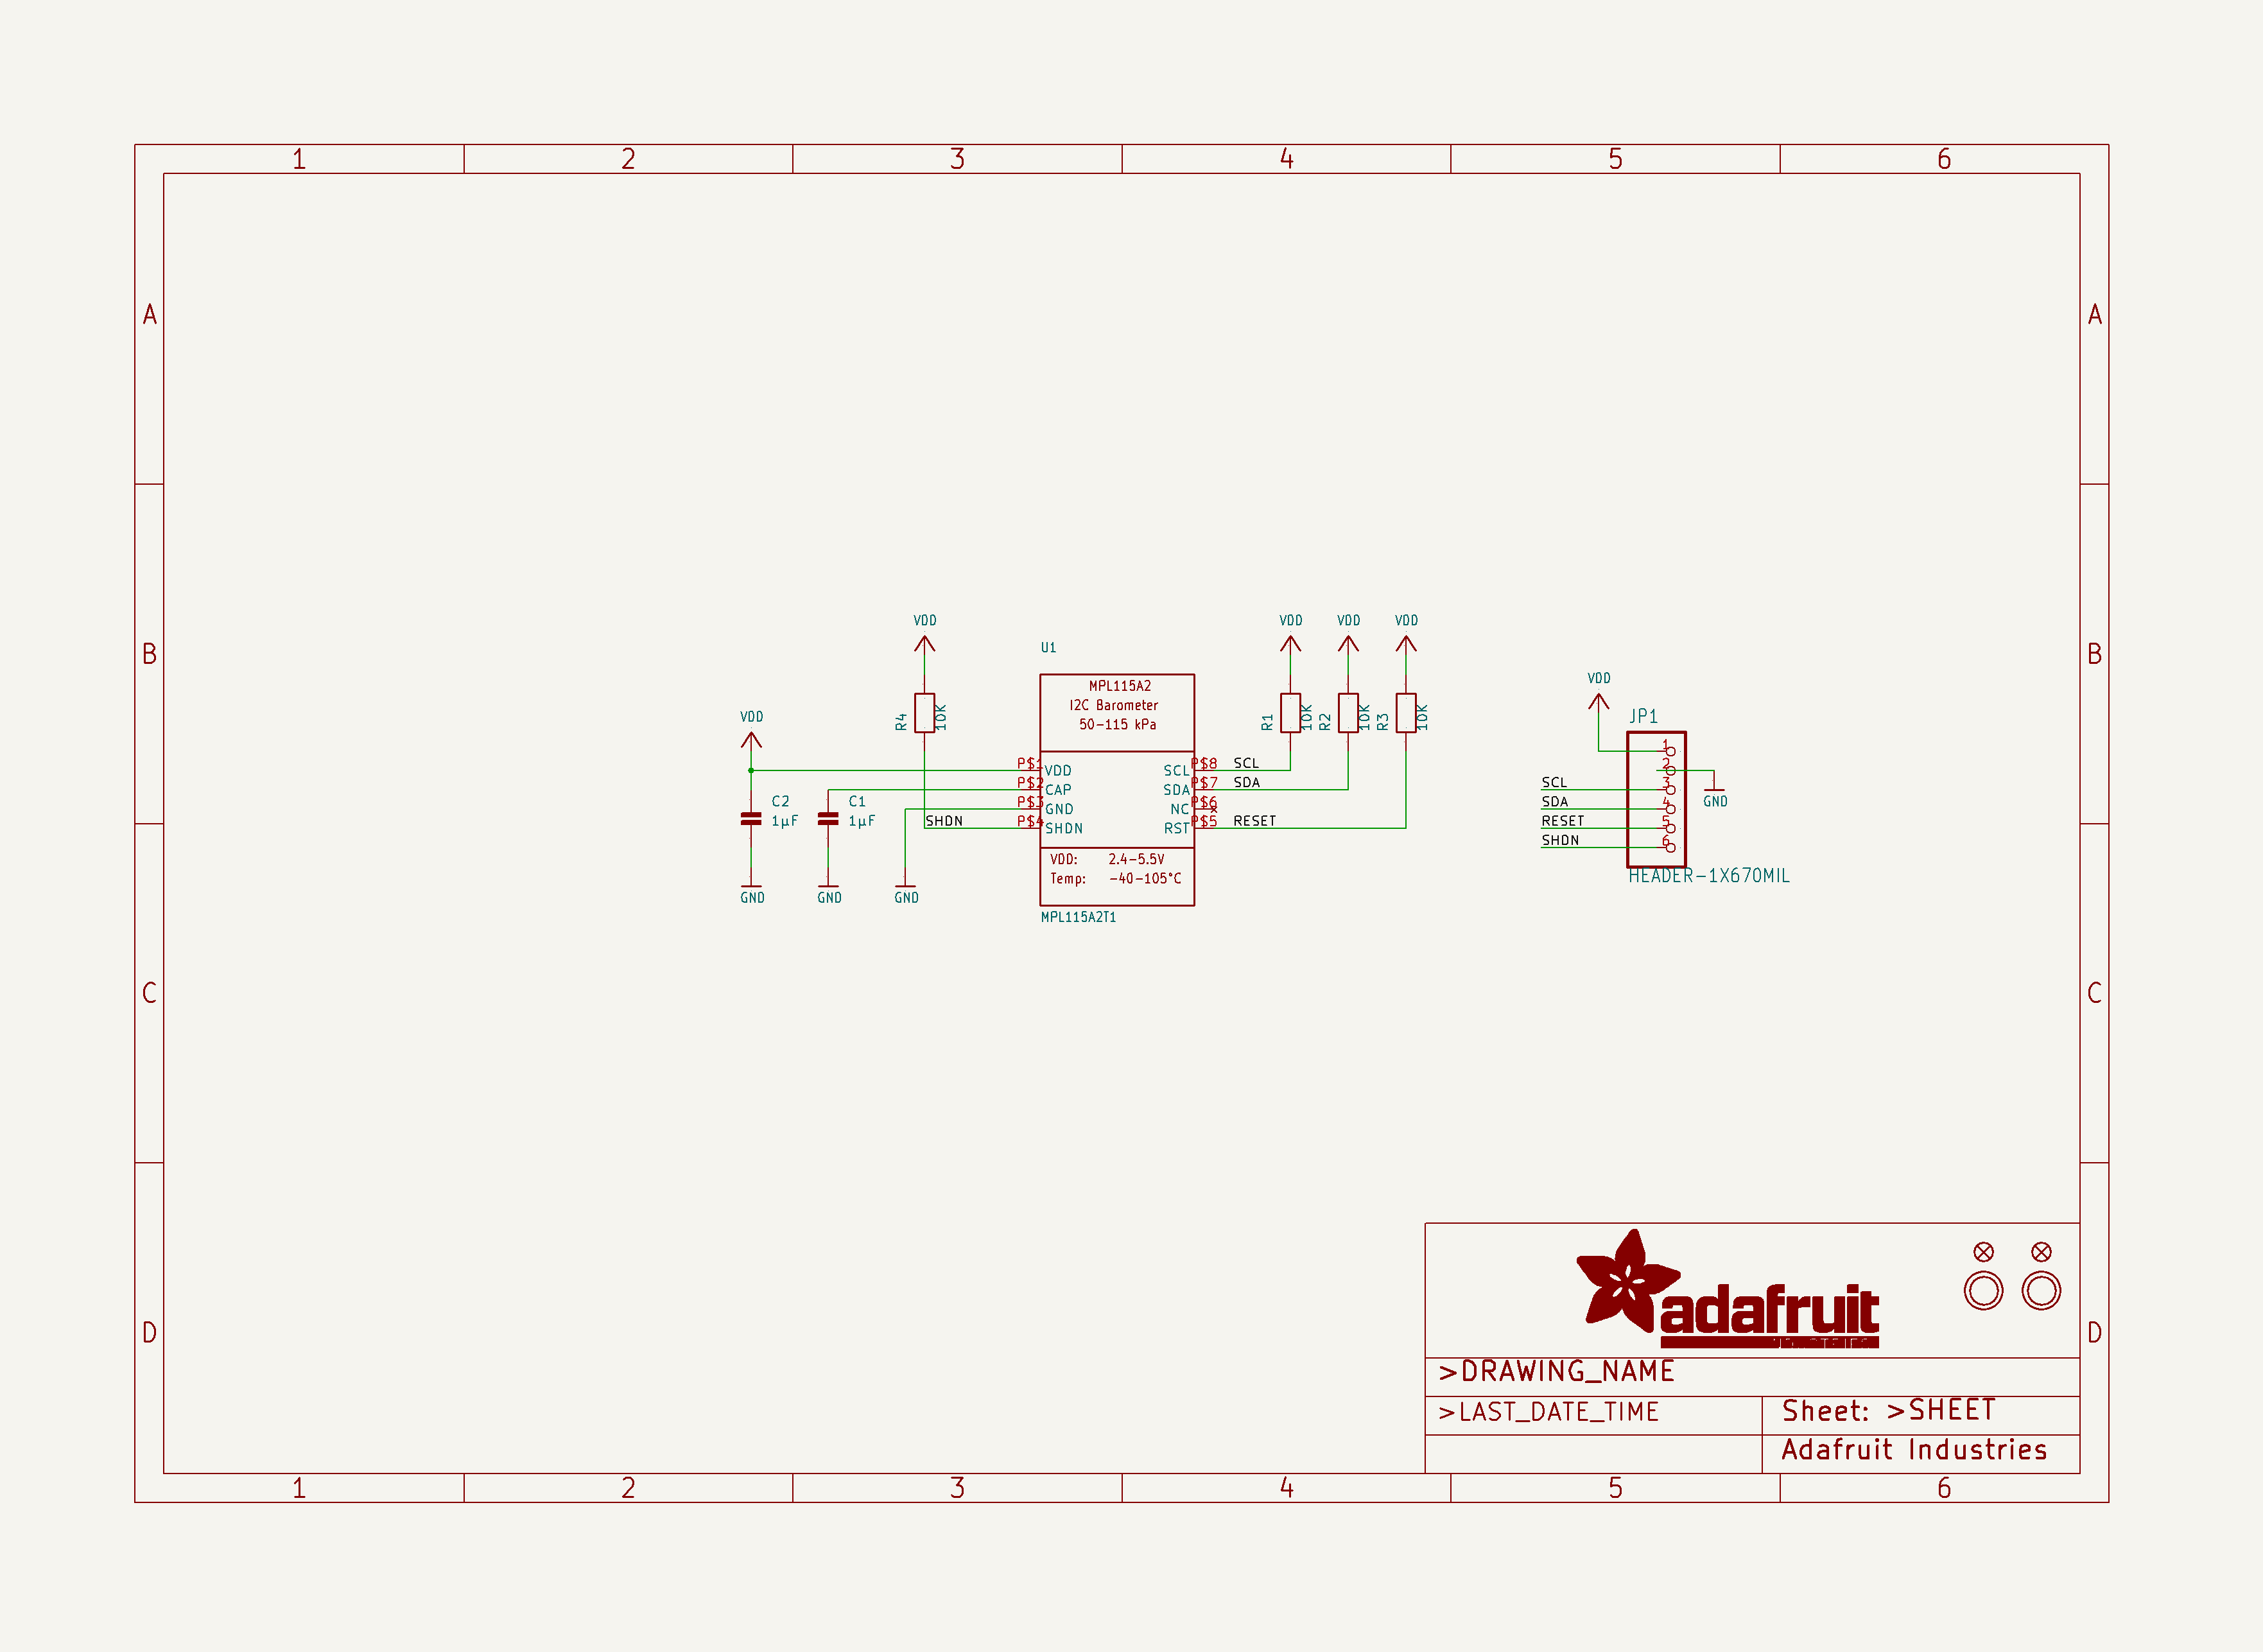 1 2 3 4 5 6
A A
B B
C C
D D
VDD
VDD
VDD
VDD
VDD
VDD
U1
MPL115A2
I2C Barometer
50-115 kPa
R4 10K
R1 10K
R2 10K
R3 10K
JP1
P$1 VDD
P$2 CAP
P$3 GND
SHDN P$4 SHDN
SCL P$8 SCL
SDA P$7 SDA
NC P$6
RST P$5 RESET
C2
1µF
C1
1µF
VDD: 2.4-5.5V
Temp: -40-105°C
GND
GND
GND
MPL115A2T1
1
2
SCL 3
SDA 4
RESET 5
SHDN 6
GND
HEADER-1X670MIL
adafruit
>DRAWING_NAME
>LAST_DATE_TIME
Sheet: >SHEET
Adafruit Industries
1 2 3 4 5 6